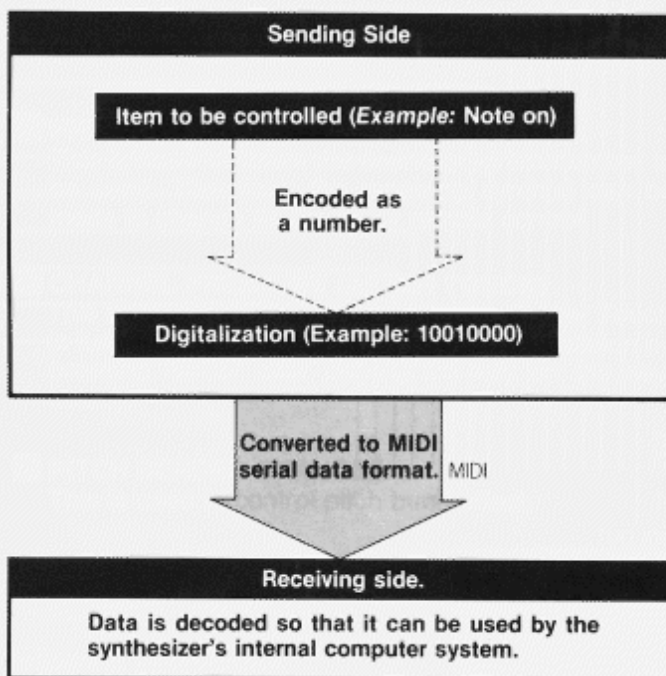 Sending Side
Item to be controlled (Example: Note on)
Encoded as
a number.
Digitalization (Example: 10010000)
Converted to MIDI
serial data format. MIDI
Receiving side.
Data is decoded so that it can be used by the
synthesizer's internal computer system.